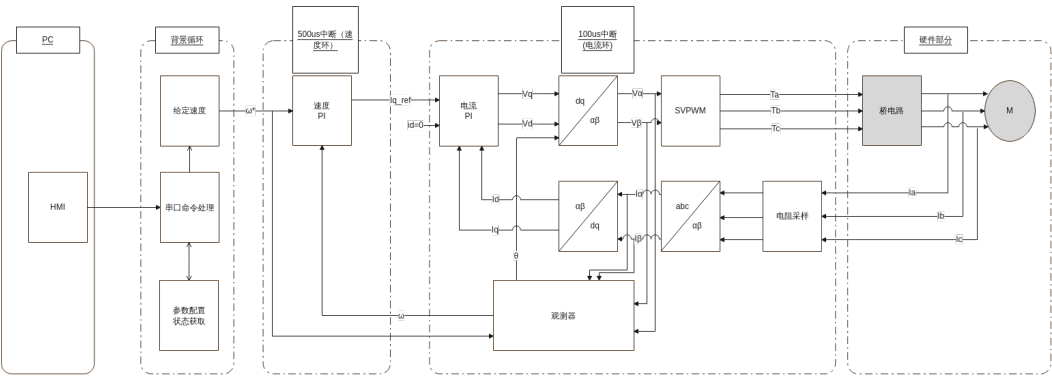 PC
背景循环
500us中断（速
度环）
100us中断
(电流环)
硬件部分
给定速度
ω*
速度
PI
Iq_ref
id=0
电流
PI
Vq
Vd
dq
αβ
Vα
Vβ
SVPWM
Ta
Tb
Tc
桥电路
M
HMI
串口命令处理
Id
Iq
αβ
dq
Iα
Iβ
abc
αβ
电阻采样
Ia
Ib
Ic
θ
参数配置
状态获取
ω
观测器